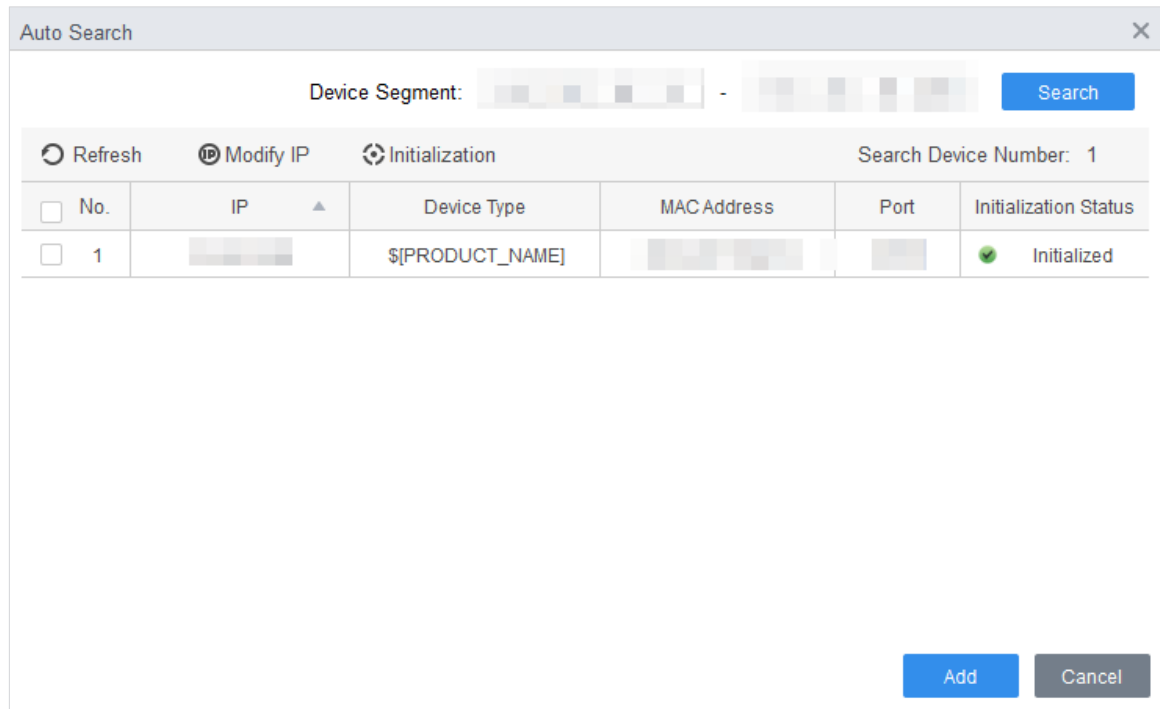 Auto Search
Device Segment: - Search
Refresh Modify IP Initialization Search Device Number: 1
No. IP Device Type MAC Address Port Initialization Status
1 $[PRODUCT_NAME] Initialized
Add Cancel